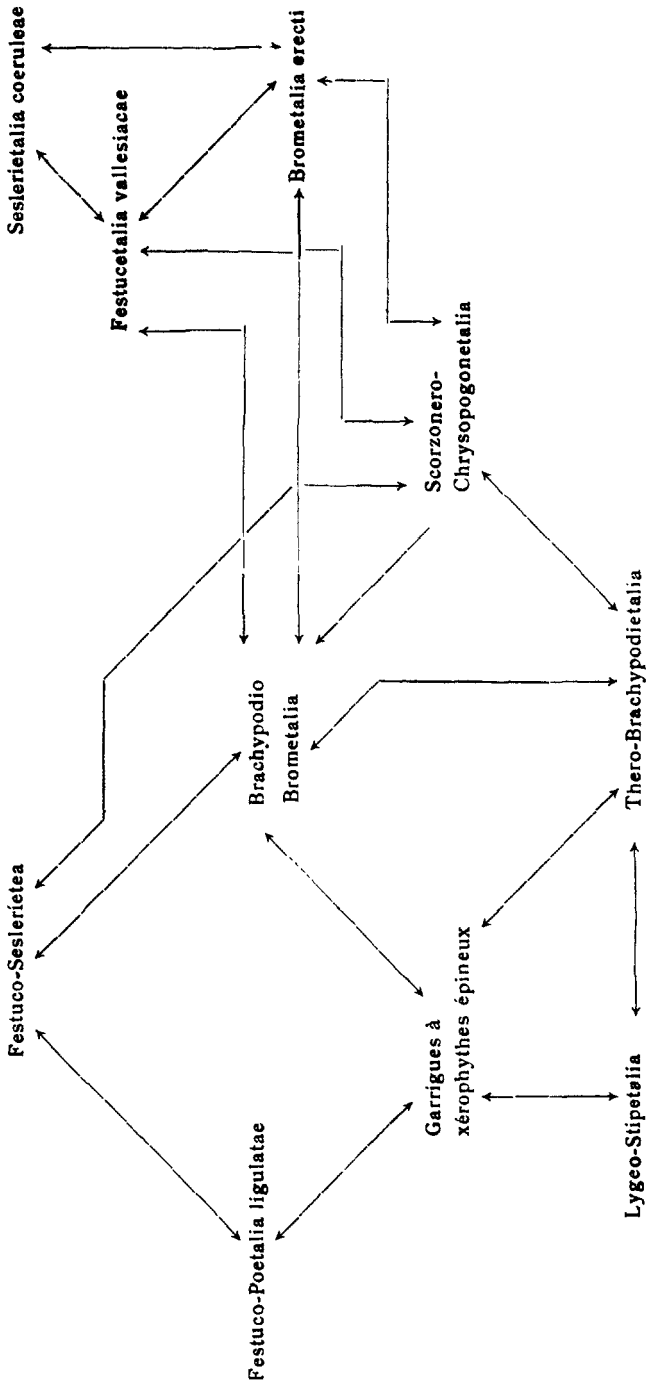 Seslerietalia coeruleae
Festuco-Seslerietea
Festucetalia vallesiacae
Festuco-Poetalia ligulatae
Brachypodio
Brometalia
Brometalia erecti
Garrigues à
xérophythes épineux
Scorzonero-
Chrysopogonetalia
Lygeo-Stipetalia
Thero-Brachypodietalia